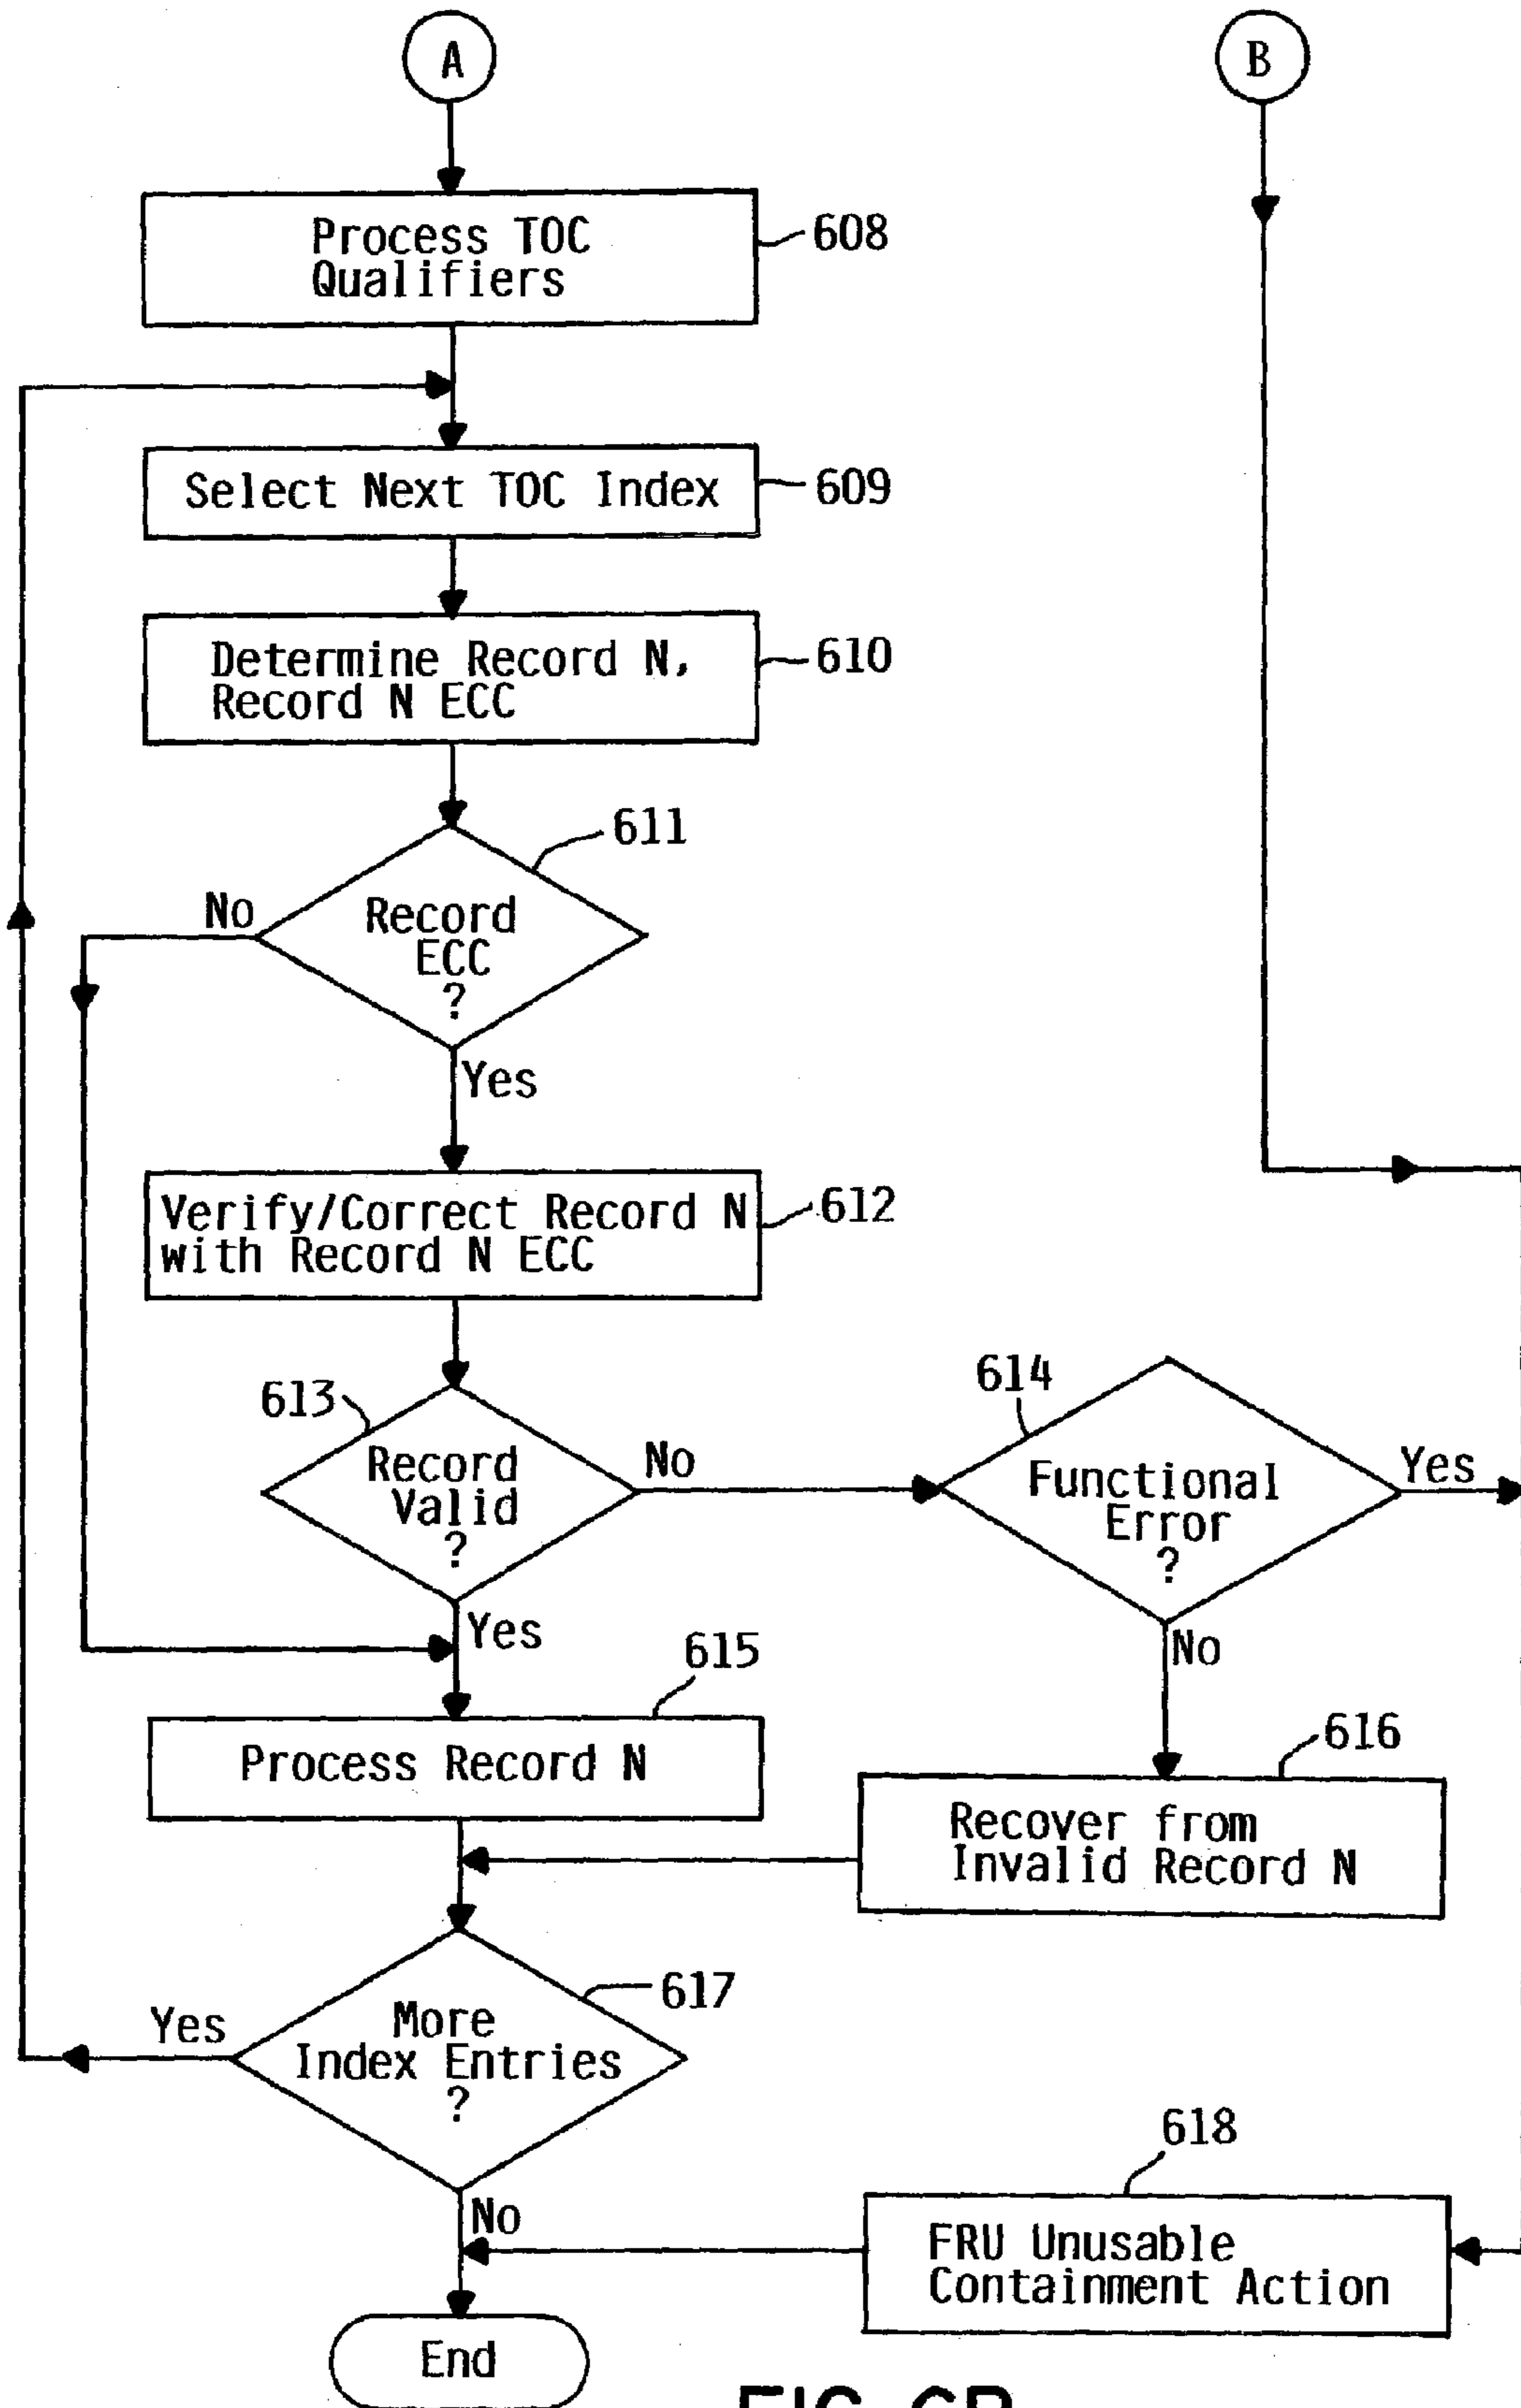 A
B
Process TOC
Qualifiers
608
Select Next TOC Index
609
Determine Record N,
Record N ECC
610
611
No
Record
ECC
?
Yes
Verify/Correct Record N
with Record N ECC
612
613
Record
Valid
?
No
614
Functional
Error
?
Yes
Yes
No
615
Process Record N
616
Recover from
Invalid Record N
617
Yes
More
Index Entries
?
618
No
FRU Unusable
Containment Action
End
FIG. 6B